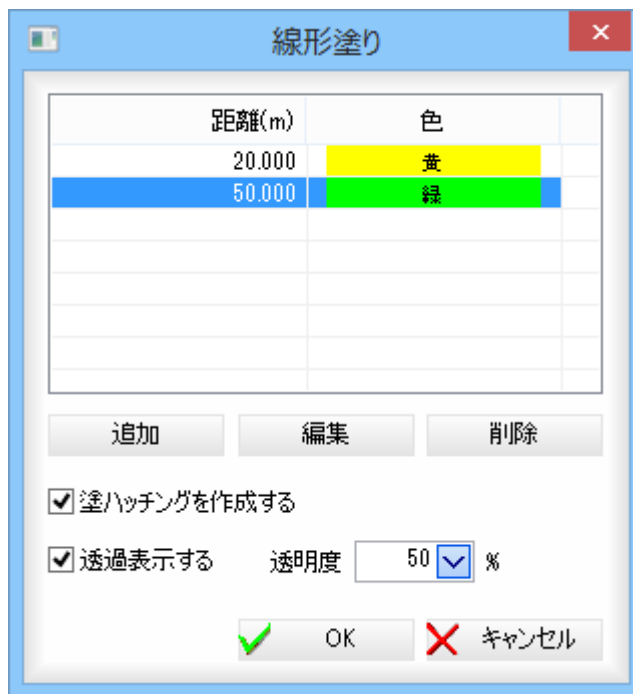 線形塗り
距離(m) 色
20.000 黄
50.000 緑
追加 編集 削除
塗ハッチングを作成する
透過表示する 透明度 50 %
OK キャンセル